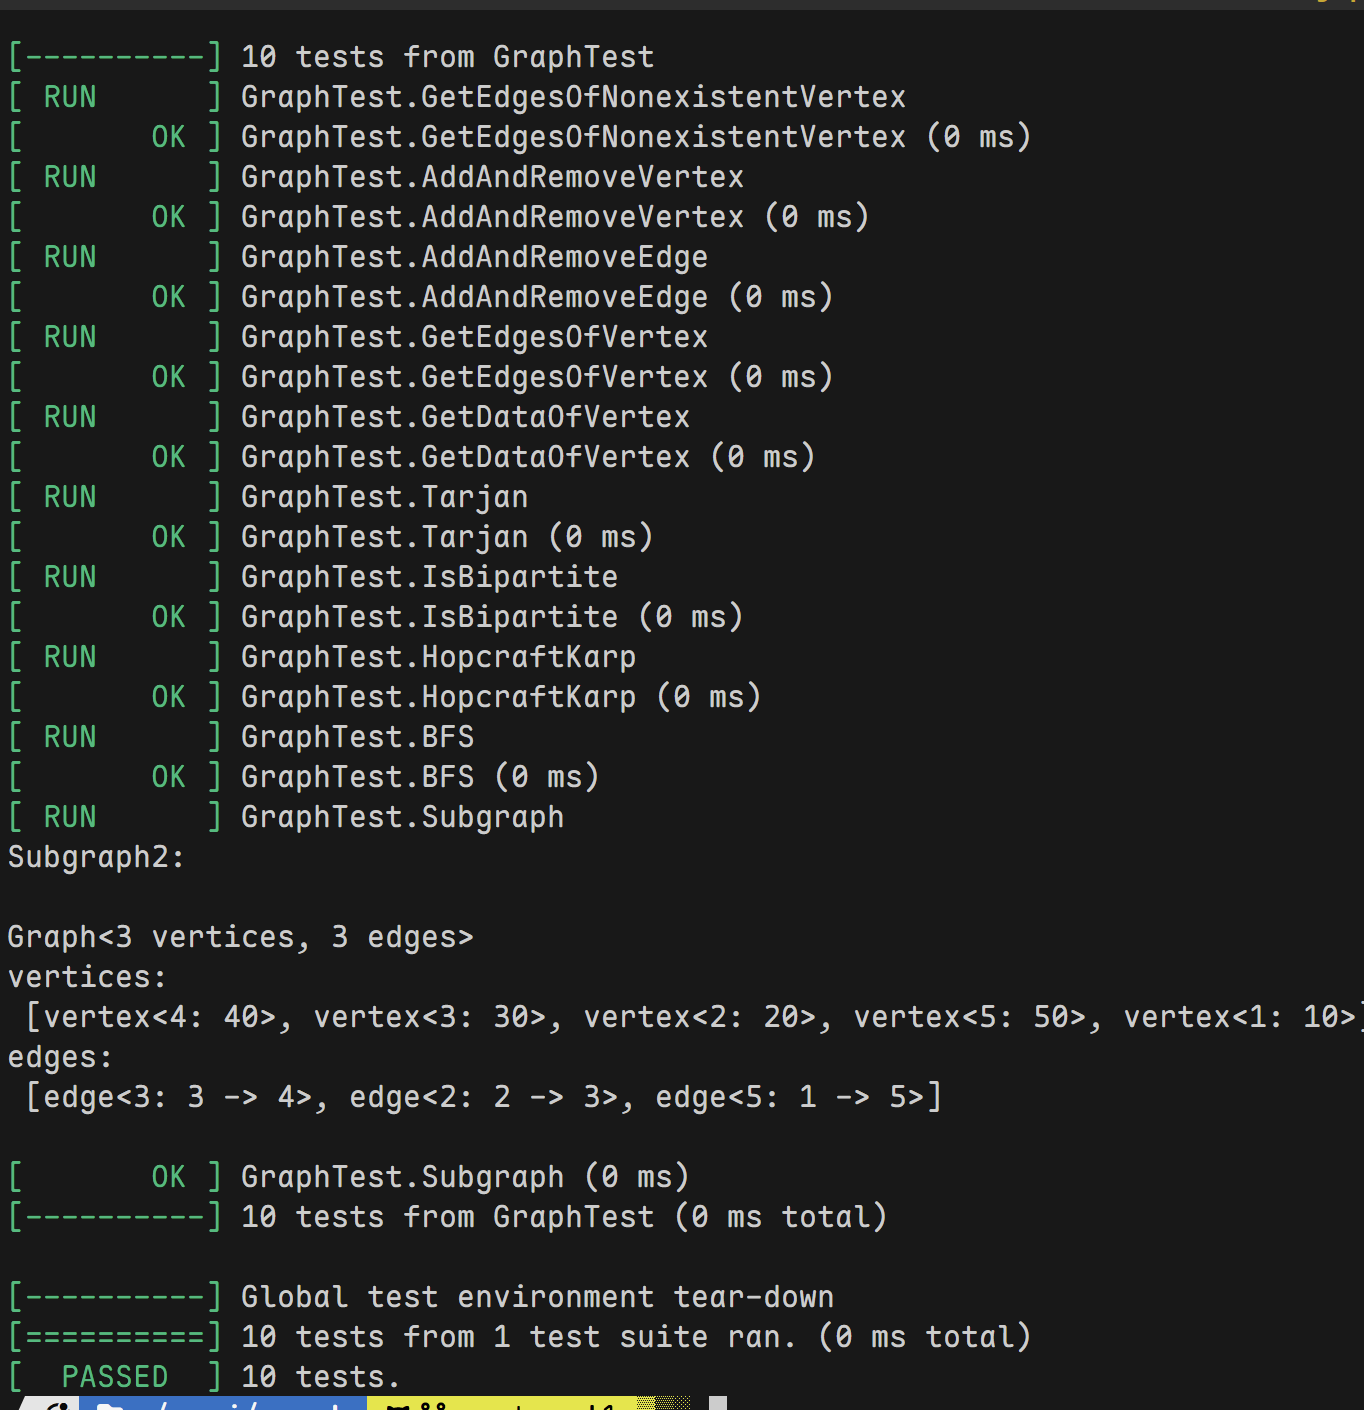 [----------] 10 tests from GraphTest
[ RUN      ] GraphTest.GetEdgesOfNonexistentVertex
[       OK ] GraphTest.GetEdgesOfNonexistentVertex (0 ms)
[ RUN      ] GraphTest.AddAndRemoveVertex
[       OK ] GraphTest.AddAndRemoveVertex (0 ms)
[ RUN      ] GraphTest.AddAndRemoveEdge
[       OK ] GraphTest.AddAndRemoveEdge (0 ms)
[ RUN      ] GraphTest.GetEdgesOfVertex
[       OK ] GraphTest.GetEdgesOfVertex (0 ms)
[ RUN      ] GraphTest.GetDataOfVertex
[       OK ] GraphTest.GetDataOfVertex (0 ms)
[ RUN      ] GraphTest.Tarjan
[       OK ] GraphTest.Tarjan (0 ms)
[ RUN      ] GraphTest.IsBipartite
[       OK ] GraphTest.IsBipartite (0 ms)
[ RUN      ] GraphTest.HopcraftKarp
[       OK ] GraphTest.HopcraftKarp (0 ms)
[ RUN      ] GraphTest.BFS
[       OK ] GraphTest.BFS (0 ms)
[ RUN      ] GraphTest.Subgraph
Subgraph2:
Graph<3 vertices, 3 edges>
vertices:
 [vertex<4: 40>, vertex<3: 30>, vertex<2: 20>, vertex<5: 50>, vertex<1: 10>]
edges:
 [edge<3: 3 -> 4>, edge<2: 2 -> 3>, edge<5: 1 -> 5>]
[       OK ] GraphTest.Subgraph (0 ms)
[----------] 10 tests from GraphTest (0 ms total)
[----------] Global test environment tear-down
[==========] 10 tests from 1 test suite ran. (0 ms total)
[  PASSED  ] 10 tests.